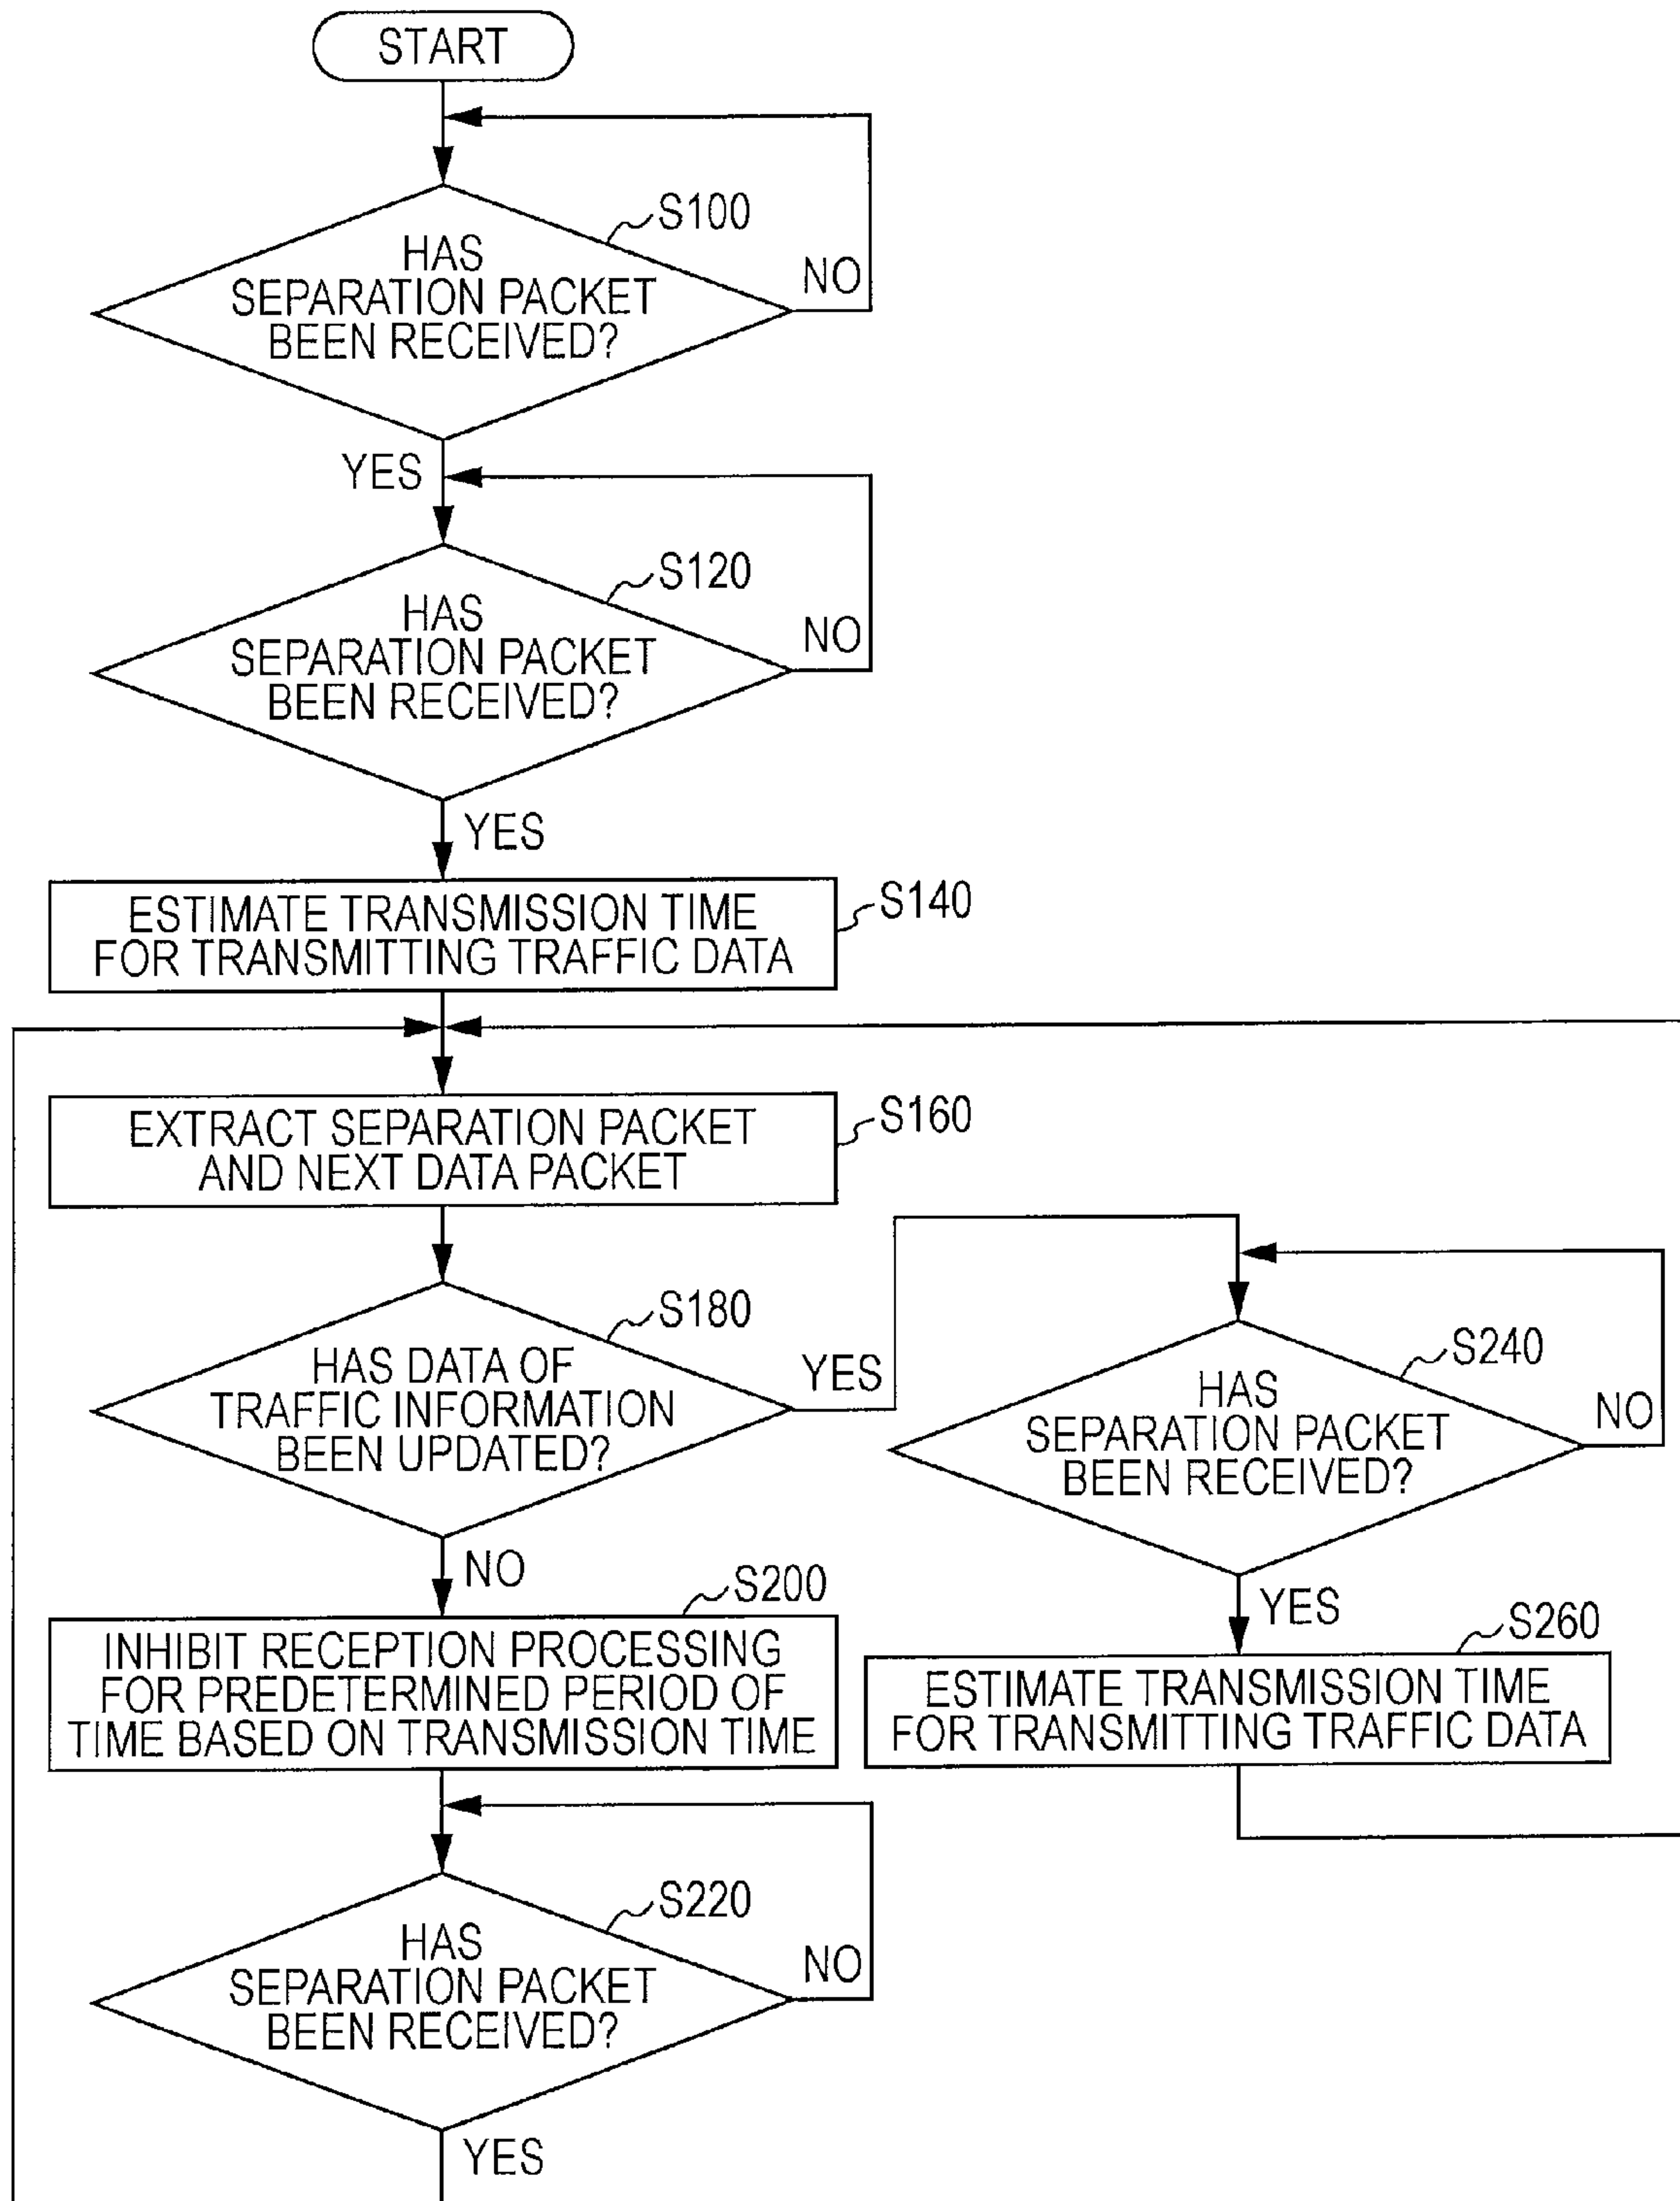 START
S100
HAS
SEPARATION PACKET
BEEN RECEIVED?
NO
YES
S120
HAS
SEPARATION PACKET
BEEN RECEIVED?
NO
YES
S140
ESTIMATE TRANSMISSION TIME
FOR TRANSMITTING TRAFFIC DATA
S160
EXTRACT SEPARATION PACKET
AND NEXT DATA PACKET
S180
HAS DATA OF
TRAFFIC INFORMATION
BEEN UPDATED?
YES
NO
S200
INHIBIT RECEPTION PROCESSING
FOR PREDETERMINED PERIOD OF
TIME BASED ON TRANSMISSION TIME
S220
HAS
SEPARATION PACKET
BEEN RECEIVED?
NO
YES
S240
HAS
SEPARATION PACKET
BEEN RECEIVED?
NO
YES
S260
ESTIMATE TRANSMISSION TIME
FOR TRANSMITTING TRAFFIC DATA